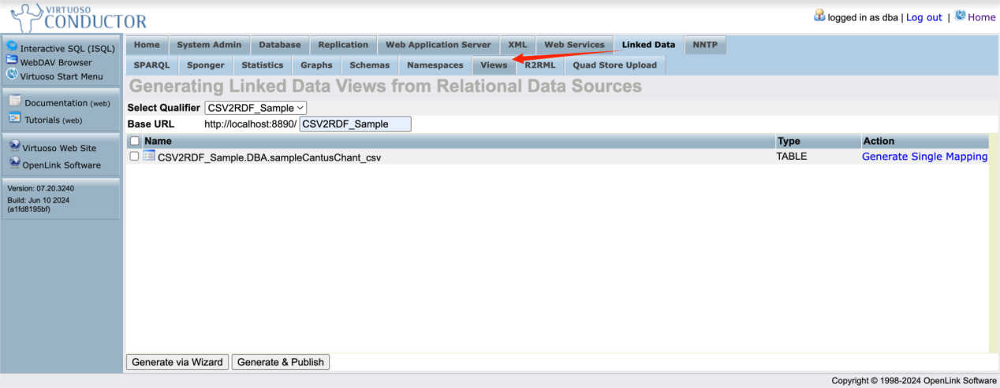 VIRTUOSO
CONDUCTOR
logged in as dba | Log out | Home
Interactive SQL (ISQL)
WebDAV Browser
Virtuoso Start Menu
Documentation (web)
Tutorials (web)
Virtuoso Web Site
OpenLink Software
Version: 07.20.3240
Build: Jun 10 2024
(a1fd8195bf)
Home System Admin Database Replication Web Application Server XML Web Services Linked Data NNTP
SPARQL Sponger Statistics Graphs Schemas Namespaces Views R2RML Quad Store Upload
Generating Linked Data Views from Relational Data Sources
Select Qualifier CSV2RDF_Sample
Base URL http://localhost:8890/ CSV2RDF_Sample
Name Type Action
CSV2RDF_Sample.DBA.sampleCantusChant_csv TABLE Generate Single Mapping
Generate via Wizard Generate & Publish
Copyright © 1998-2024 OpenLink Software